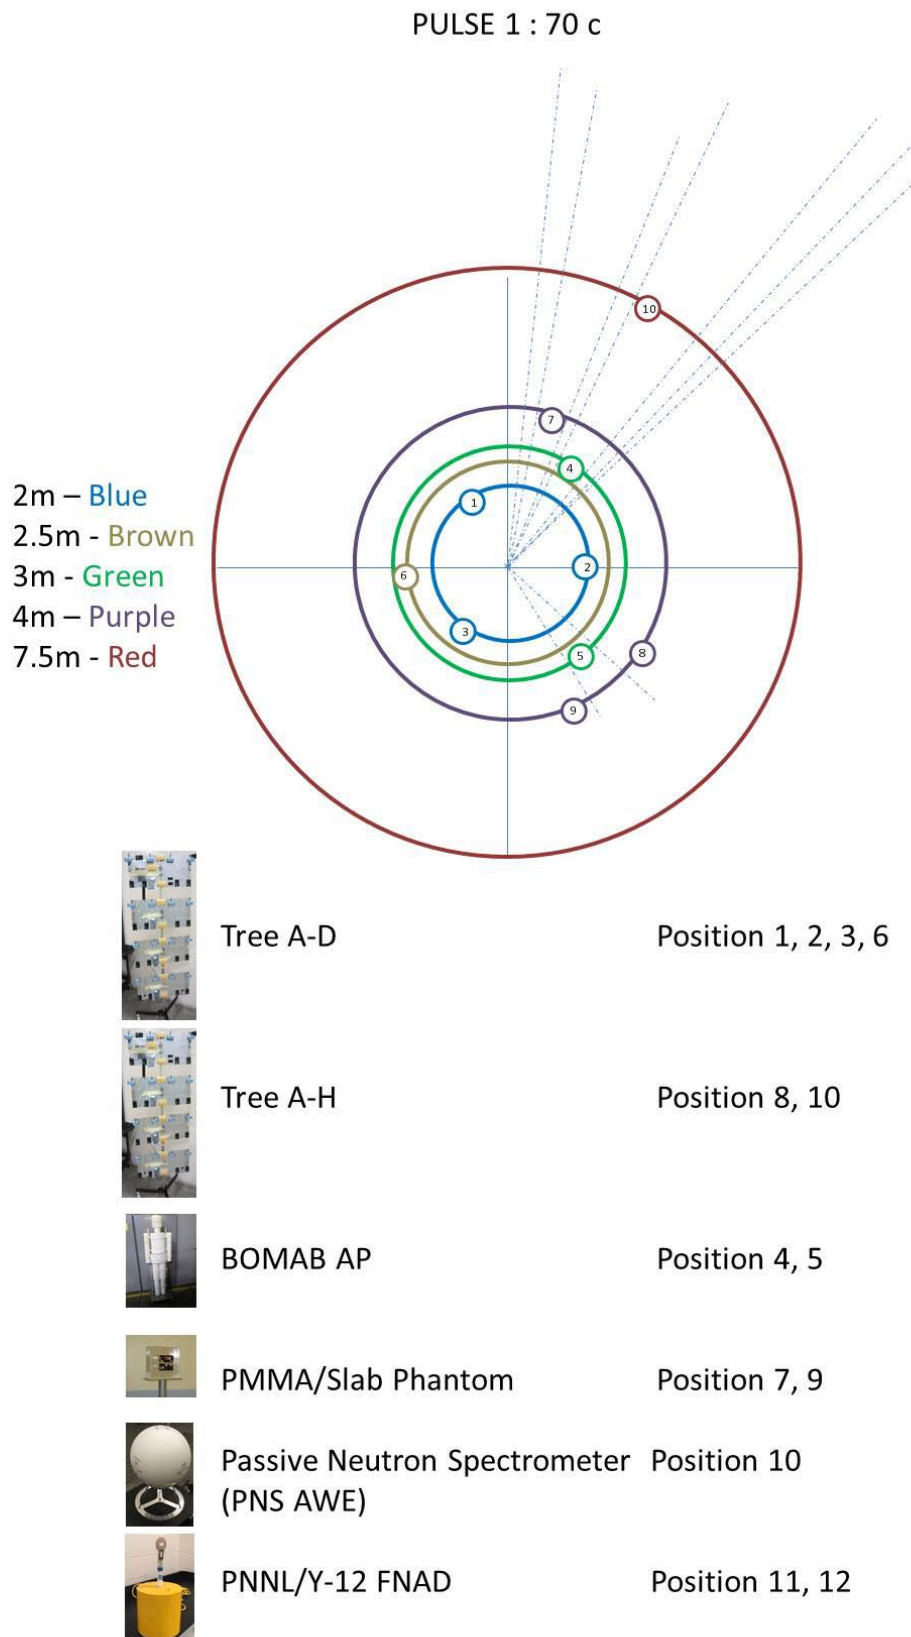 PULSE 1 : 70 c
10
7
4
1
2
6
3
5
8
9
2m – Blue
2.5m - Brown
3m - Green
4m – Purple
7.5m - Red
Tree A-D Position 1, 2, 3, 6
Tree A-H Position 8, 10
BOMAB AP Position 4, 5
PMMA/Slab Phantom Position 7, 9
Passive Neutron Spectrometer Position 10
(PNS AWE)
PNNL/Y-12 FNAD Position 11, 12